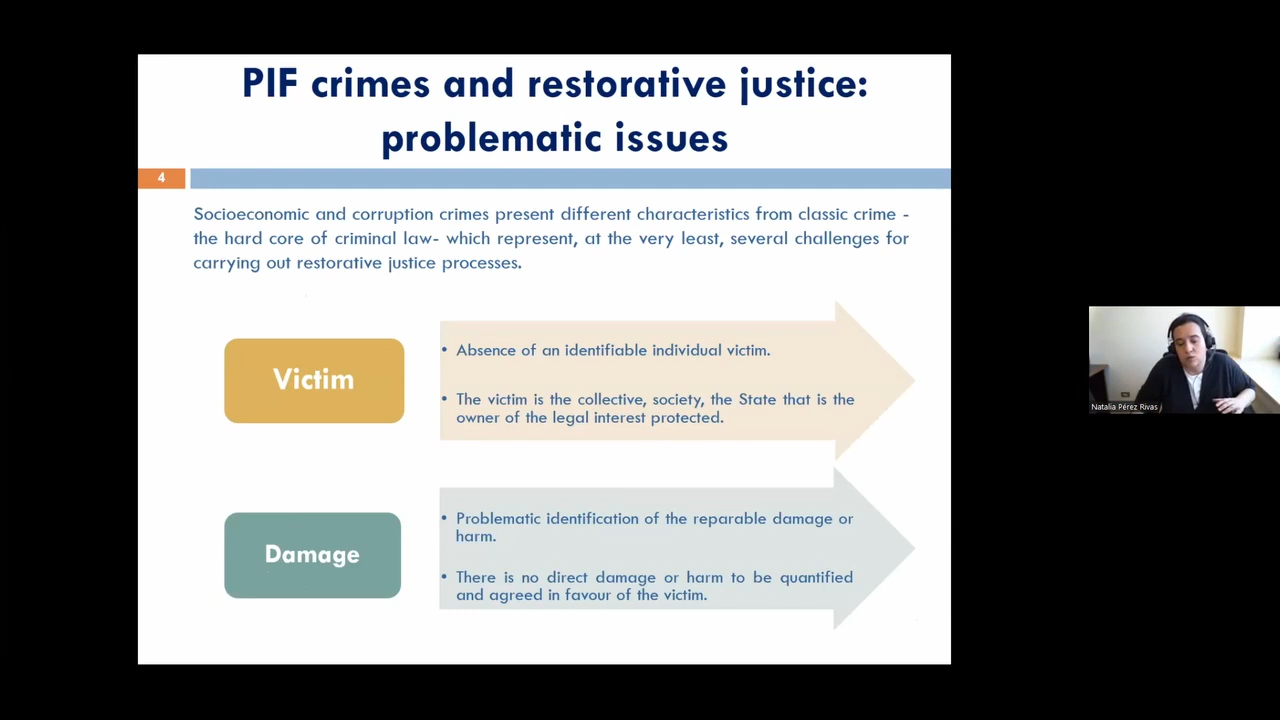 PIF crimes and restorative justice:
problematic issues
4
Socioeconomic and corruption crimes present different characteristics from classic crime -
the hard core of criminal law- which represent, at the very least, several challenges for
carrying out restorative justice processes.
Victim
• Absence of an identifiable individual victim.
• The victim is the collective, society, the State that is the
owner of the legal interest protected.
Damage
• Problematic identification of the reparable damage or
harm.
• There is no direct damage or harm to be quantified
and agreed in favour of the victim.
Natalia Pérez Rivas